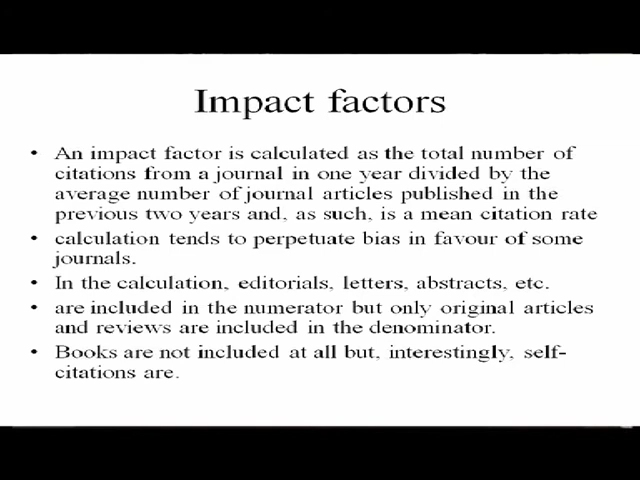 Impact factors
• An impact factor is calculated as the total number of
citations from a journal in one year divided by the
average number of journal articles published in the
previous two years and, as such, is a mean citation rate
• calculation tends to perpetuate bias in favour of some
journals.
• In the calculation, editorials, letters, abstracts, etc.
• are included in the numerator but only original articles
and reviews are included in the denominator.
• Books are not included at all but, interestingly, self-
citations are.